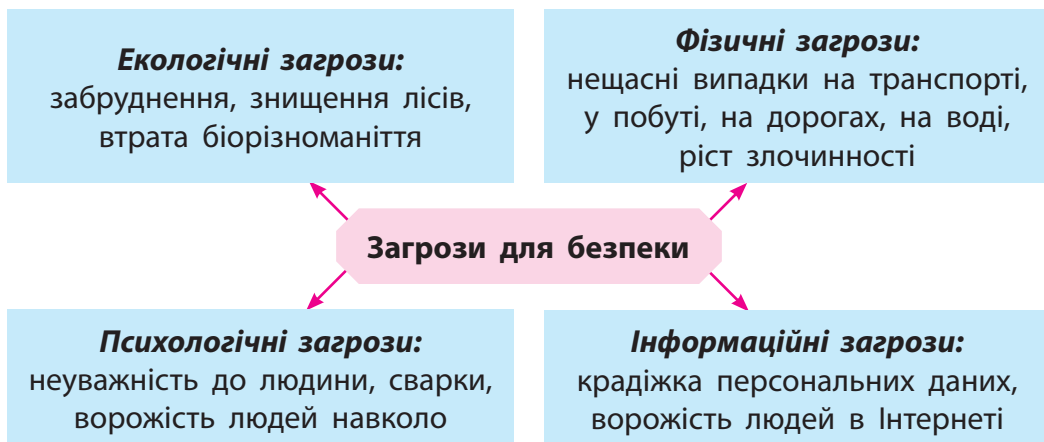 Екологічні загрози:
забруднення, знищення лісів,
втрата біорізноманіття
Фізичні загрози:
нещасні випадки на транспорті,
у побуті, на дорогах, на воді,
ріст злочинності
Загрози для безпеки
Психологічні загрози:
неуважність до людини, сварки,
ворожість людей навколо
Інформаційні загрози:
крадіжка персональних даних,
ворожість людей в Інтернеті